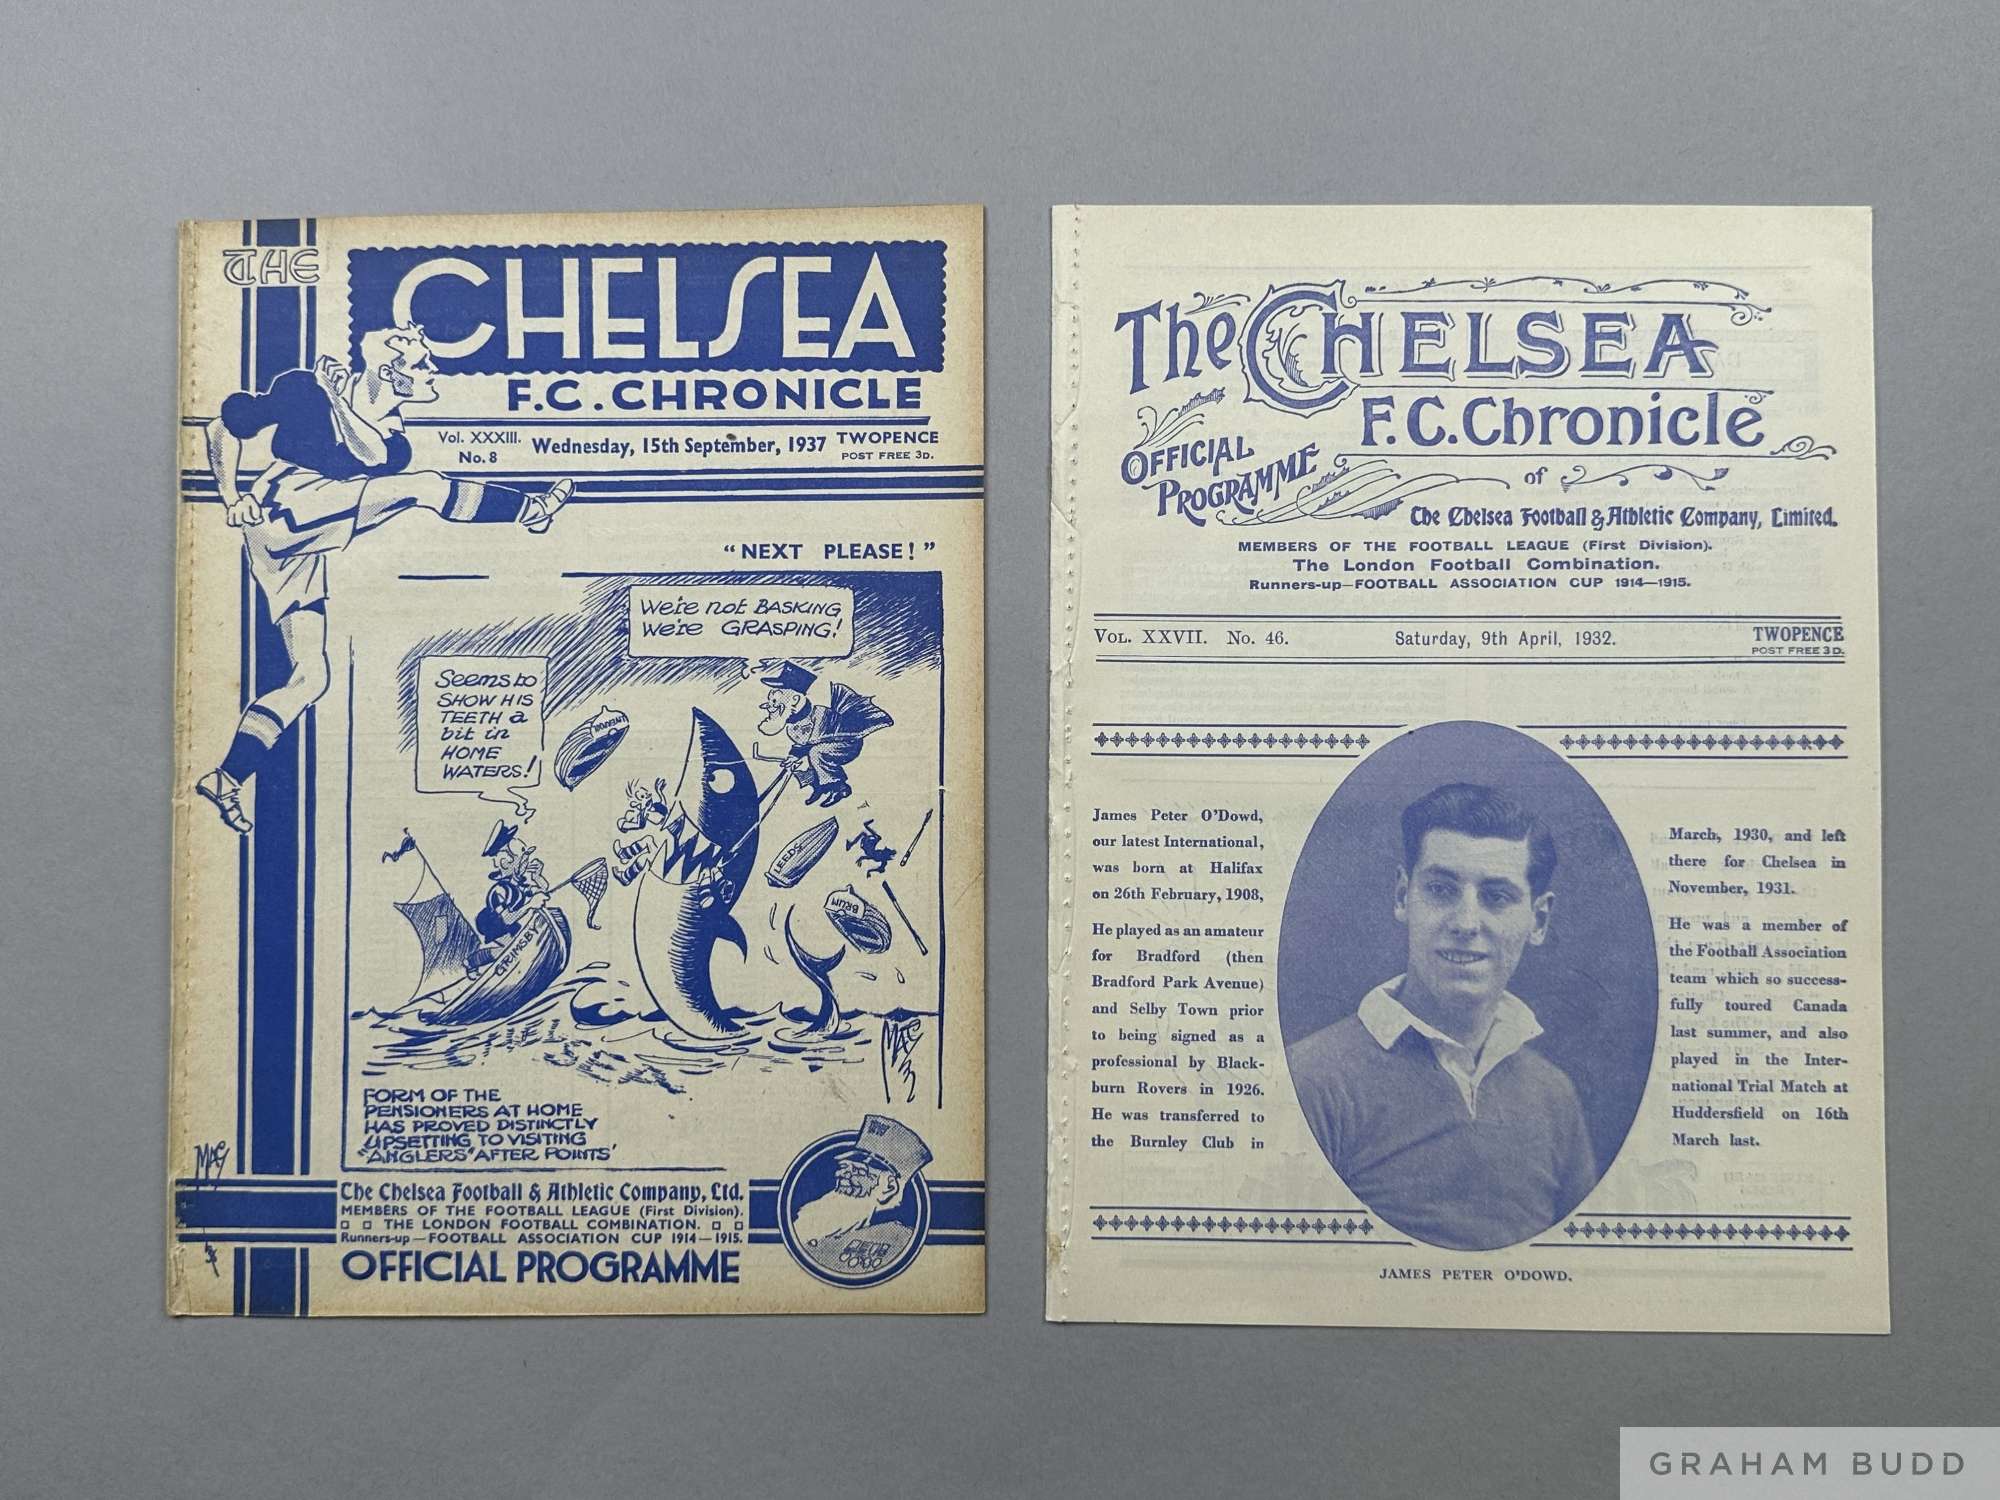 THE
CHELSEA
F.C. CHRONICLE
Vol. XXXIII.
No. 8
Wednesday, 15th September, 1937
TWOPENCE
POST FREE 3D.
"NEXT PLEASE!"
We're not BASKING
We're GRASPING!
Seems to
SHOW HIS
TEETH a
bit in
HOME
WATERS!
LEEDS
BRUM
GRIMSBY
CHELSEA
MAC
FORM OF THE
PENSIONERS AT HOME
HAS PROVED DISTINCTLY
UPSETTING TO VISITING
"ANGLERS" AFTER POINTS'
MAC
The Chelsea Football & Athletic Company, Ltd.
MEMBERS OF THE FOOTBALL LEAGUE (First Division).
THE LONDON FOOTBALL COMBINATION.
Runners-up—FOOTBALL ASSOCIATION CUP 1914—1915.
OFFICIAL PROGRAMME
The CHELSEA
F.C. Chronicle
OFFICIAL
PROGRAMME
of
The Chelsea Football & Athletic Company, Limited.
MEMBERS OF THE FOOTBALL LEAGUE (First Division).
The London Football Combination.
Runners-up—FOOTBALL ASSOCIATION CUP 1914—1915.
VOL. XXVII. No. 46.
Saturday, 9th April, 1932.
TWOPENCE
POST FREE 3D.
James Peter O'Dowd,
our latest International,
was born at Halifax
on 26th February, 1908,
He played as an amateur
for Bradford (then
Bradford Park Avenue)
and Selby Town prior
to being signed as a
professional by Black-
burn Rovers in 1926.
He was transferred to
the Burnley Club in
March, 1930, and left
there for Chelsea in
November, 1931.
He was a member of
the Football Association
team which so success-
fully toured Canada
last summer, and also
played in the Inter-
national Trial Match at
Huddersfield on 16th
March last.
JAMES PETER O'DOWD.
GRAHAM BUDD